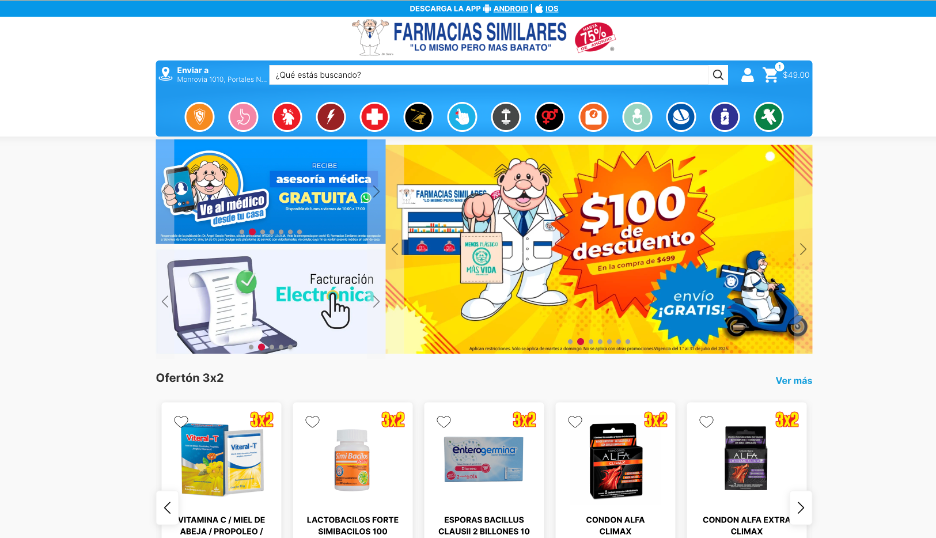 DESCARGA LA APP ANDROID | IOS
FARMACIAS SIMILARES
"LO MISMO PERO MAS BARATO"
HASTA
75%
Enviar a
Monrovia 1010, Portales N...
¿Qué estás buscando?
1
$49.00
RECIBE
asesoría médica
GRATUITA
Ve al médico
desde tu casa
Facturación
Electrónica
FARMACIAS SIMILARES
"LO MISMO PERO MAS BARATO"
MENOS PLASTICO
MÁS VIDA
$100
de
descuento
En la compra de $499
envío
¡GRATIS!
Ofertón 3x2
Ver más
3x2
3x2
3x2
3x2
3x2
Viteral-T
Viteral-T
enterogermina
ALFA
CLIMAX
ALFA
VITAMINA C / MIEL DE
ABEJA / PROPOLEO /
LACTOBACILOS FORTE
SIMIBACILOS 100
ESPORAS BACILLUS
CLAUSII 2 BILLONES 10
CONDON ALFA
CLIMAX
CONDON ALFA EXTRA
CLIMAX